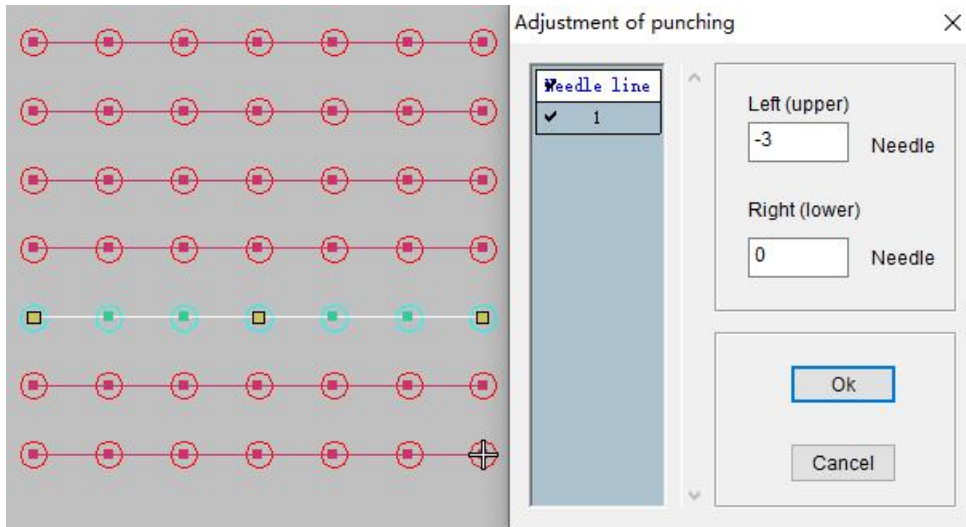 Adjustment of punching
Needle line
1
Left (upper)
-3
Needle
Right (lower)
0
Needle
Ok
Cancel